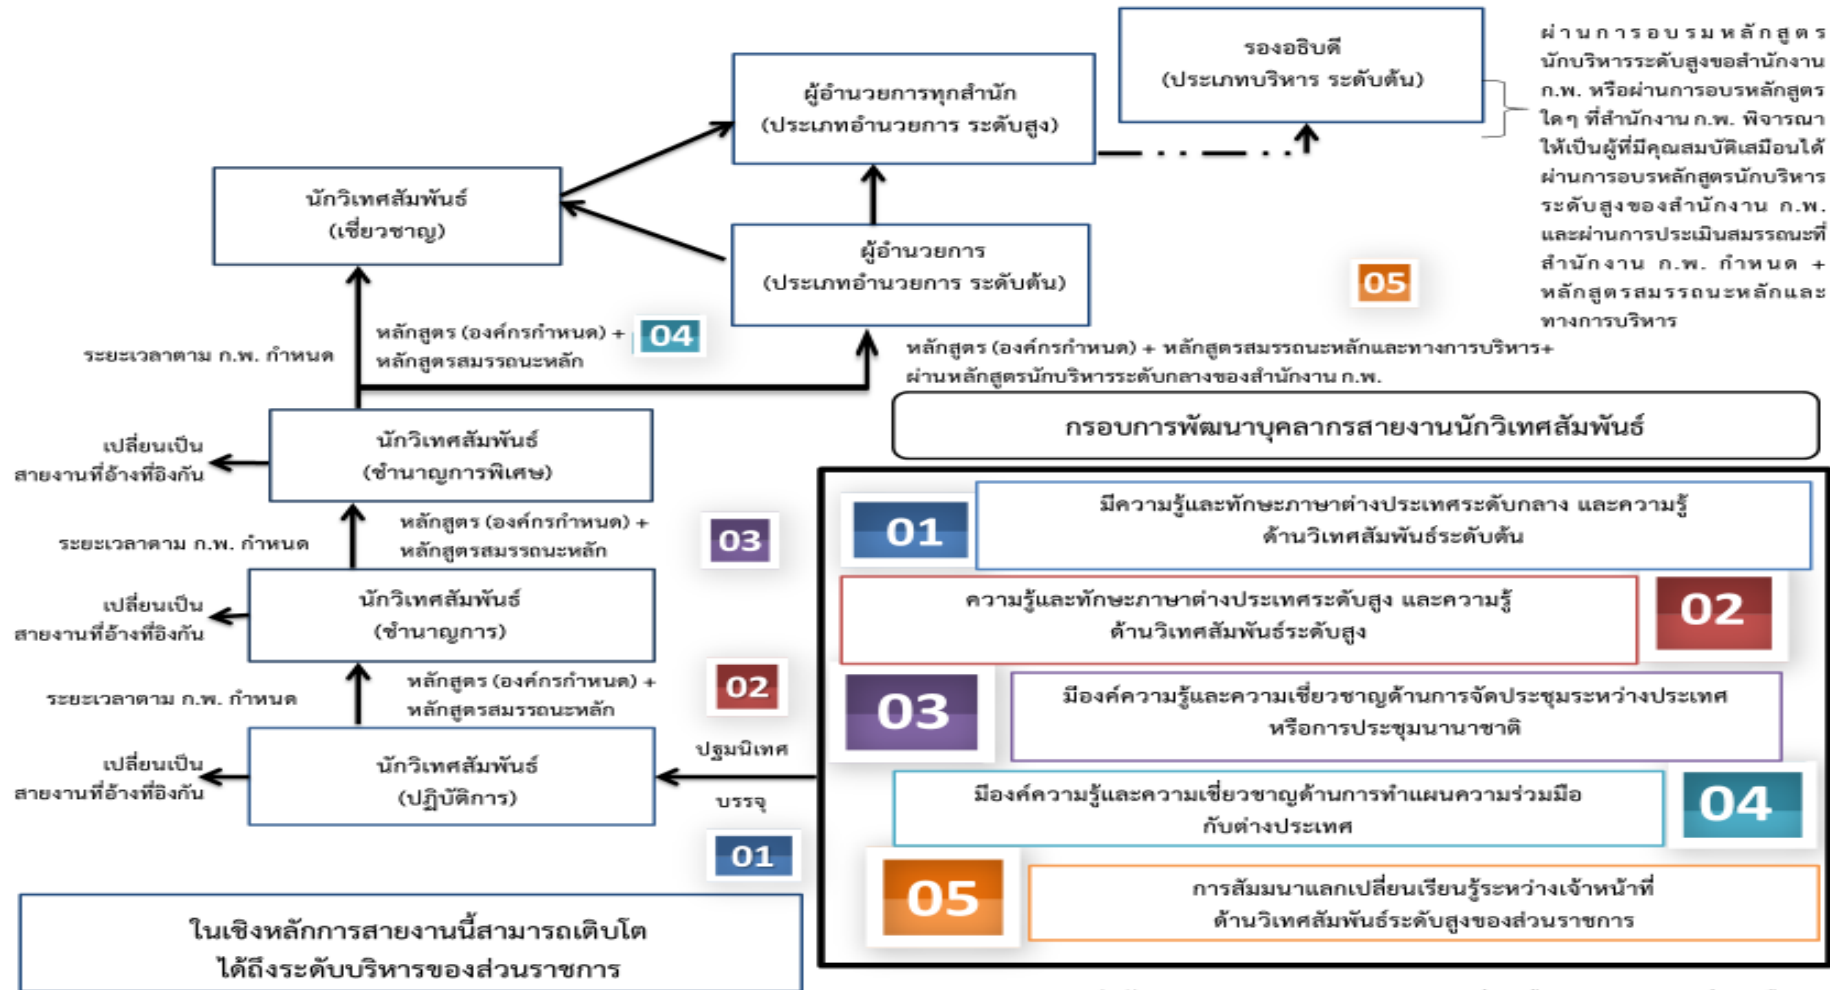 รองอธิบดี
(ประเภทบริหาร ระดับต้น)
ผ่านการอบรมหลักสูตร
นักบริหารระดับสูงขอสำนักงาน
ก.พ. หรือผ่านการอบรหลักสูตร
ใดๆ ที่สำนักงาน ก.พ. พิจารณา
ให้เป็นผู้ที่มีคุณสมบัติเสมือนได้
ผ่านการอบรหลักสูตรนักบริหาร
ระดับสูงของสำนักงาน ก.พ.
และผ่านการประเมินสมรรถนะที่
สำนักงาน ก.พ. กำหนด +
หลักสูตรสมรรถนะหลักและ
ทางการบริหาร
ผู้อำนวยการทุกสำนัก
(ประเภทอำนวยการ ระดับสูง)
นักวิเทศสัมพันธ์
(เชี่ยวชาญ)
ผู้อำนวยการ
(ประเภทอำนวยการ ระดับต้น)
05
ระยะเวลาตาม ก.พ. กำหนด
หลักสูตร (องค์กรกำหนด) +
หลักสูตรสมรรถนะหลัก
04
หลักสูตร (องค์กรกำหนด) + หลักสูตรสมรรถนะหลักและทางการบริหาร+
ผ่านหลักสูตรนักบริหารระดับกลางของสำนักงาน ก.พ.
เปลี่ยนเป็น
สายงานที่อ้างที่อิงกัน
นักวิเทศสัมพันธ์
(ชำนาญการพิเศษ)
ระยะเวลาตาม ก.พ. กำหนด
หลักสูตร (องค์กรกำหนด) +
หลักสูตรสมรรถนะหลัก
03
เปลี่ยนเป็น
สายงานที่อ้างที่อิงกัน
นักวิเทศสัมพันธ์
(ชำนาญการ)
ระยะเวลาตาม ก.พ. กำหนด
หลักสูตร (องค์กรกำหนด) +
หลักสูตรสมรรถนะหลัก
02
เปลี่ยนเป็น
สายงานที่อ้างที่อิงกัน
นักวิเทศสัมพันธ์
(ปฏิบัติการ)
ปฐมนิเทศ
บรรจุ
01
ในเชิงหลักการสายงานนี้สามารถเติบโต
ได้ถึงระดับบริหารของส่วนราชการ
กรอบการพัฒนาบุคลากรสายงานนักวิเทศสัมพันธ์
01
มีความรู้และทักษะภาษาต่างประเทศระดับกลาง และความรู้
ด้านวิเทศสัมพันธ์ระดับต้น
ความรู้และทักษะภาษาต่างประเทศระดับสูง และความรู้
ด้านวิเทศสัมพันธ์ระดับสูง
02
03
มีองค์ความรู้และความเชี่ยวชาญด้านการจัดประชุมระหว่างประเทศ
หรือการประชุมนานาชาติ
มีองค์ความรู้และความเชี่ยวชาญด้านการทำแผนความร่วมมือ
กับต่างประเทศ
04
05
การสัมมนาแลกเปลี่ยนเรียนรู้ระหว่างเจ้าหน้าที่
ด้านวิเทศสัมพันธ์ระดับสูงของส่วนราชการ